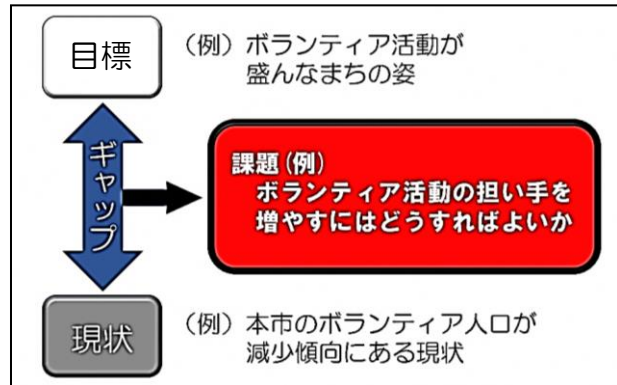 目標
（例）ボランティア活動が
盛んなまちの姿
ギャップ
課題(例)
ボランティア活動の担い手を
増やすにはどうすればよいか
現状
（例）本市のボランティア人口が
減少傾向にある現状